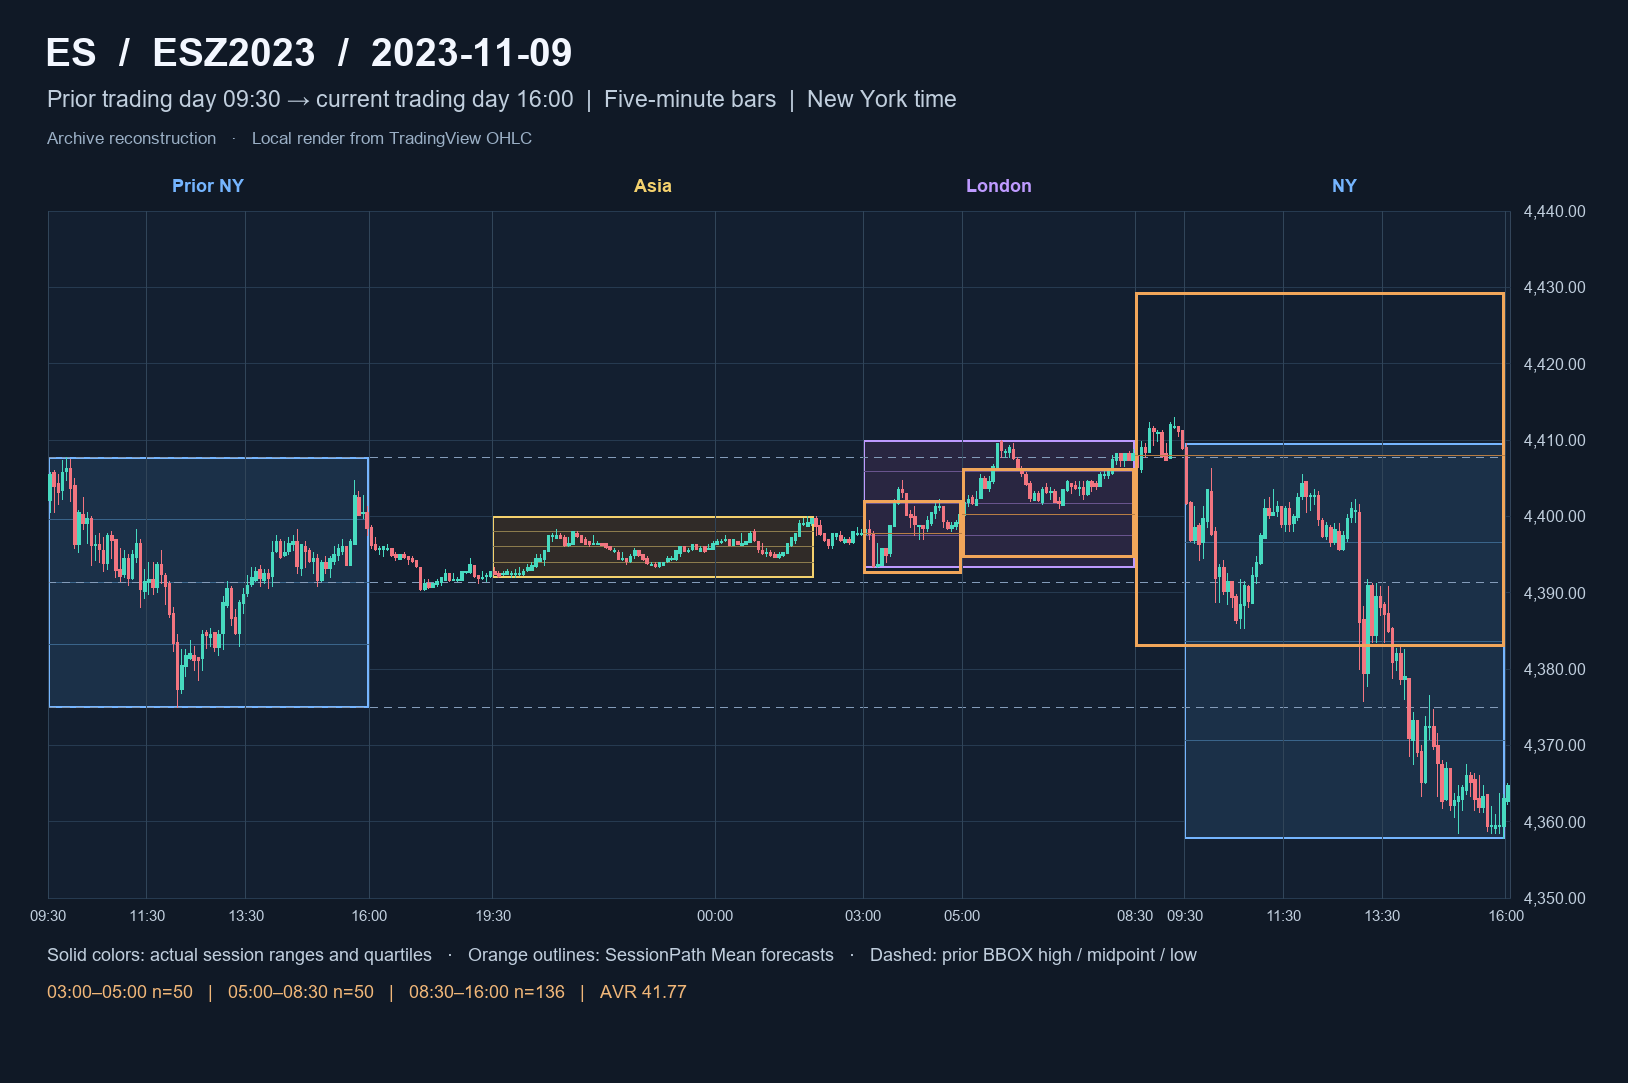 ES / ESZ2023 / 2023-11-09
Prior trading day 09:30 → current trading day 16:00 | Five-minute bars | New York time
Archive reconstruction · Local render from TradingView OHLC
Prior NY Asia London NY
4,440.00
4,430.00
4,420.00
4,410.00
4,400.00
4,390.00
4,380.00
4,370.00
4,360.00
4,350.00
09:30 11:30 13:30 16:00 19:30 00:00 03:00 05:00 08:30 09:30 11:30 13:30 16:00
Solid colors: actual session ranges and quartiles · Orange outlines: SessionPath Mean forecasts · Dashed: prior BBOX high / midpoint / low
03:00–05:00 n=50 | 05:00–08:30 n=50 | 08:30–16:00 n=136 | AVR 41.77